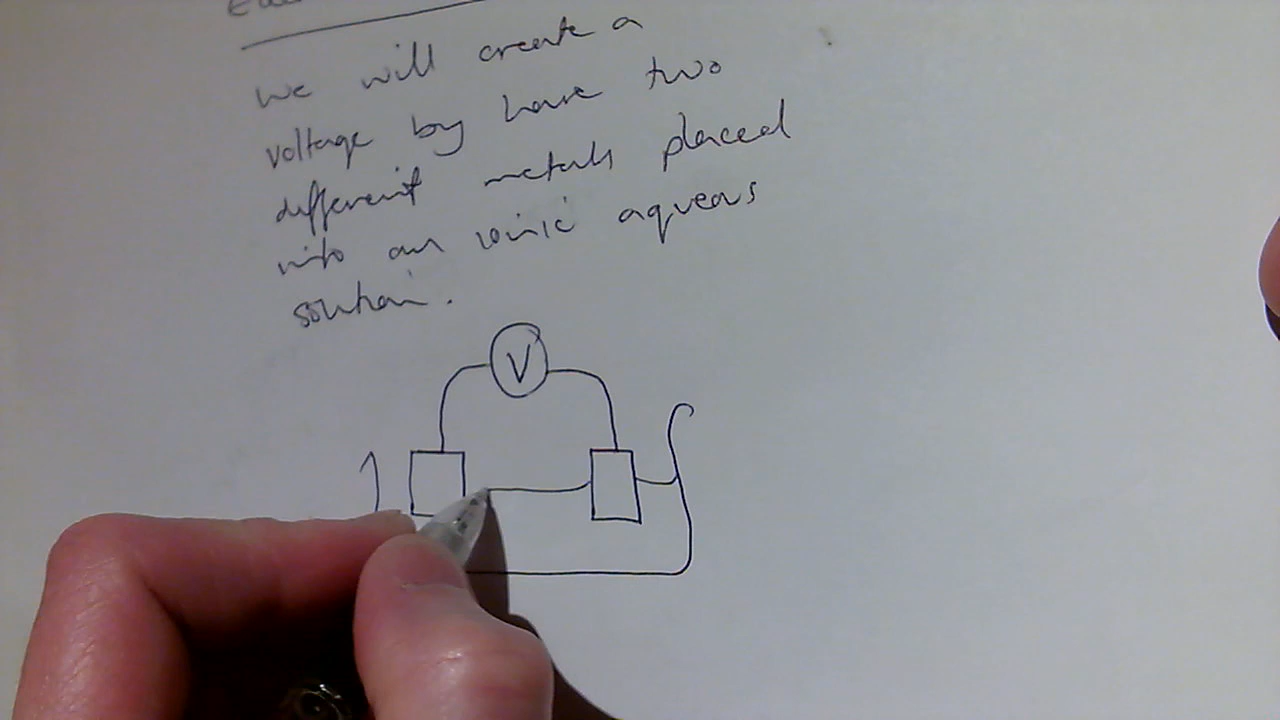 we will create a
voltage by have two
different metals placed
into an ionic aqueous
solution.
V